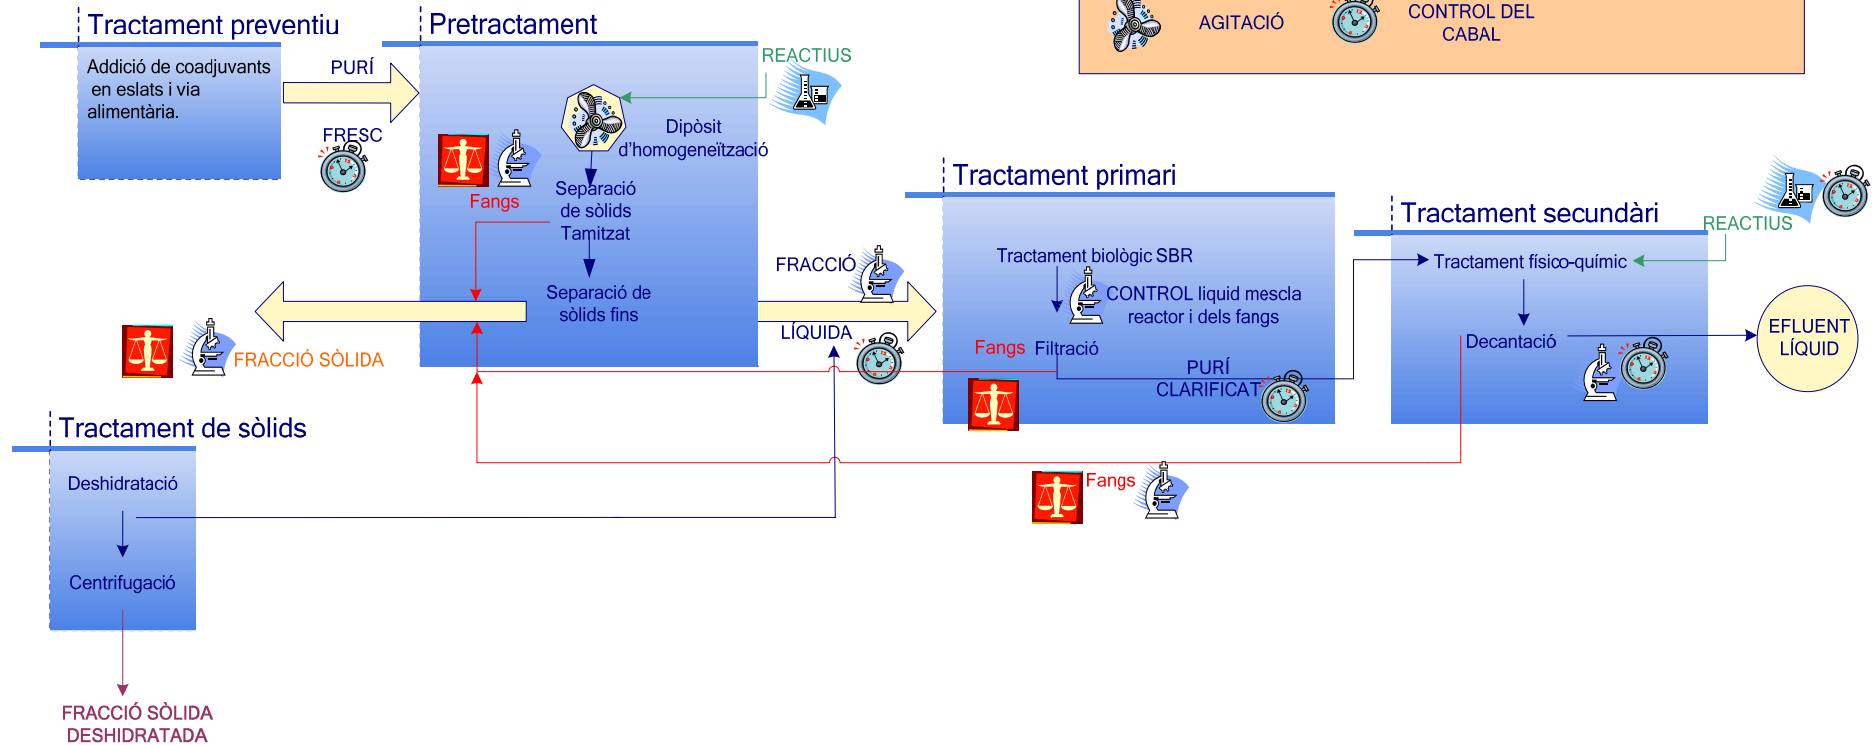 Tractament preventiu
Addició de coadjuvants
en eslats i via
alimentària.
PURÍ
FRESC
Pretractament
REACTIUS
Dipòsit
d'homogeneïtzació
Fangs
Separació
de sòlids
Tamitzat
Separació de
sòlids fins
FRACCIÓ SÒLIDA
FRACCIÓ
LÍQUIDA
AGITACIÓ
CONTROL DEL
CABAL
Tractament primari
Tractament biològic SBR
CONTROL liquid mescla
reactor i dels fangs
Fangs
Filtració
PURÍ
CLARIFICAT
Tractament secundàri
REACTIUS
Tractament físico-químic
Decantació
EFLUENT
LÍQUID
Fangs
Tractament de sòlids
Deshidratació
Centrifugació
FRACCIÓ SÒLIDA
DESHIDRATADA